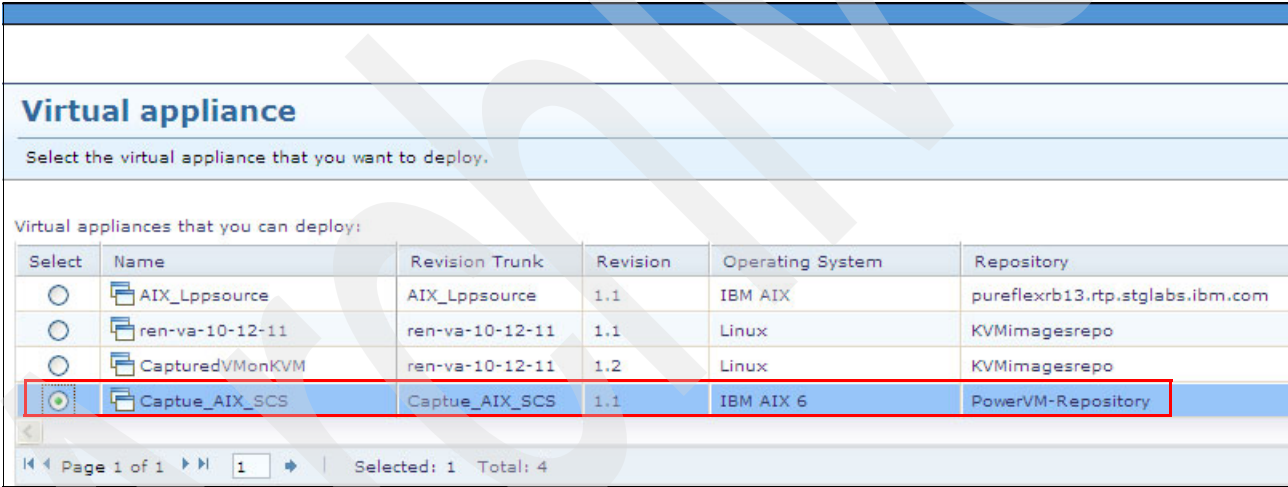 Virtual appliance
Select the virtual appliance that you want to deploy.
Virtual appliances that you can deploy:
Select Name Revision Trunk Revision Operating System Repository
AIX_Lppsource AIX_Lppsource 1.1 IBM AIX pureflexrb13.rtp.stglabs.ibm.com
ren-va-10-12-11 ren-va-10-12-11 1.1 Linux KVMimagesrepo
CapturedVMonKVM ren-va-10-12-11 1.2 Linux KVMimagesrepo
Captue_AIX_SCS Captue_AIX_SCS 1.1 IBM AIX 6 PowerVM-Repository
Page 1 of 1 1 Selected: 1 Total: 4